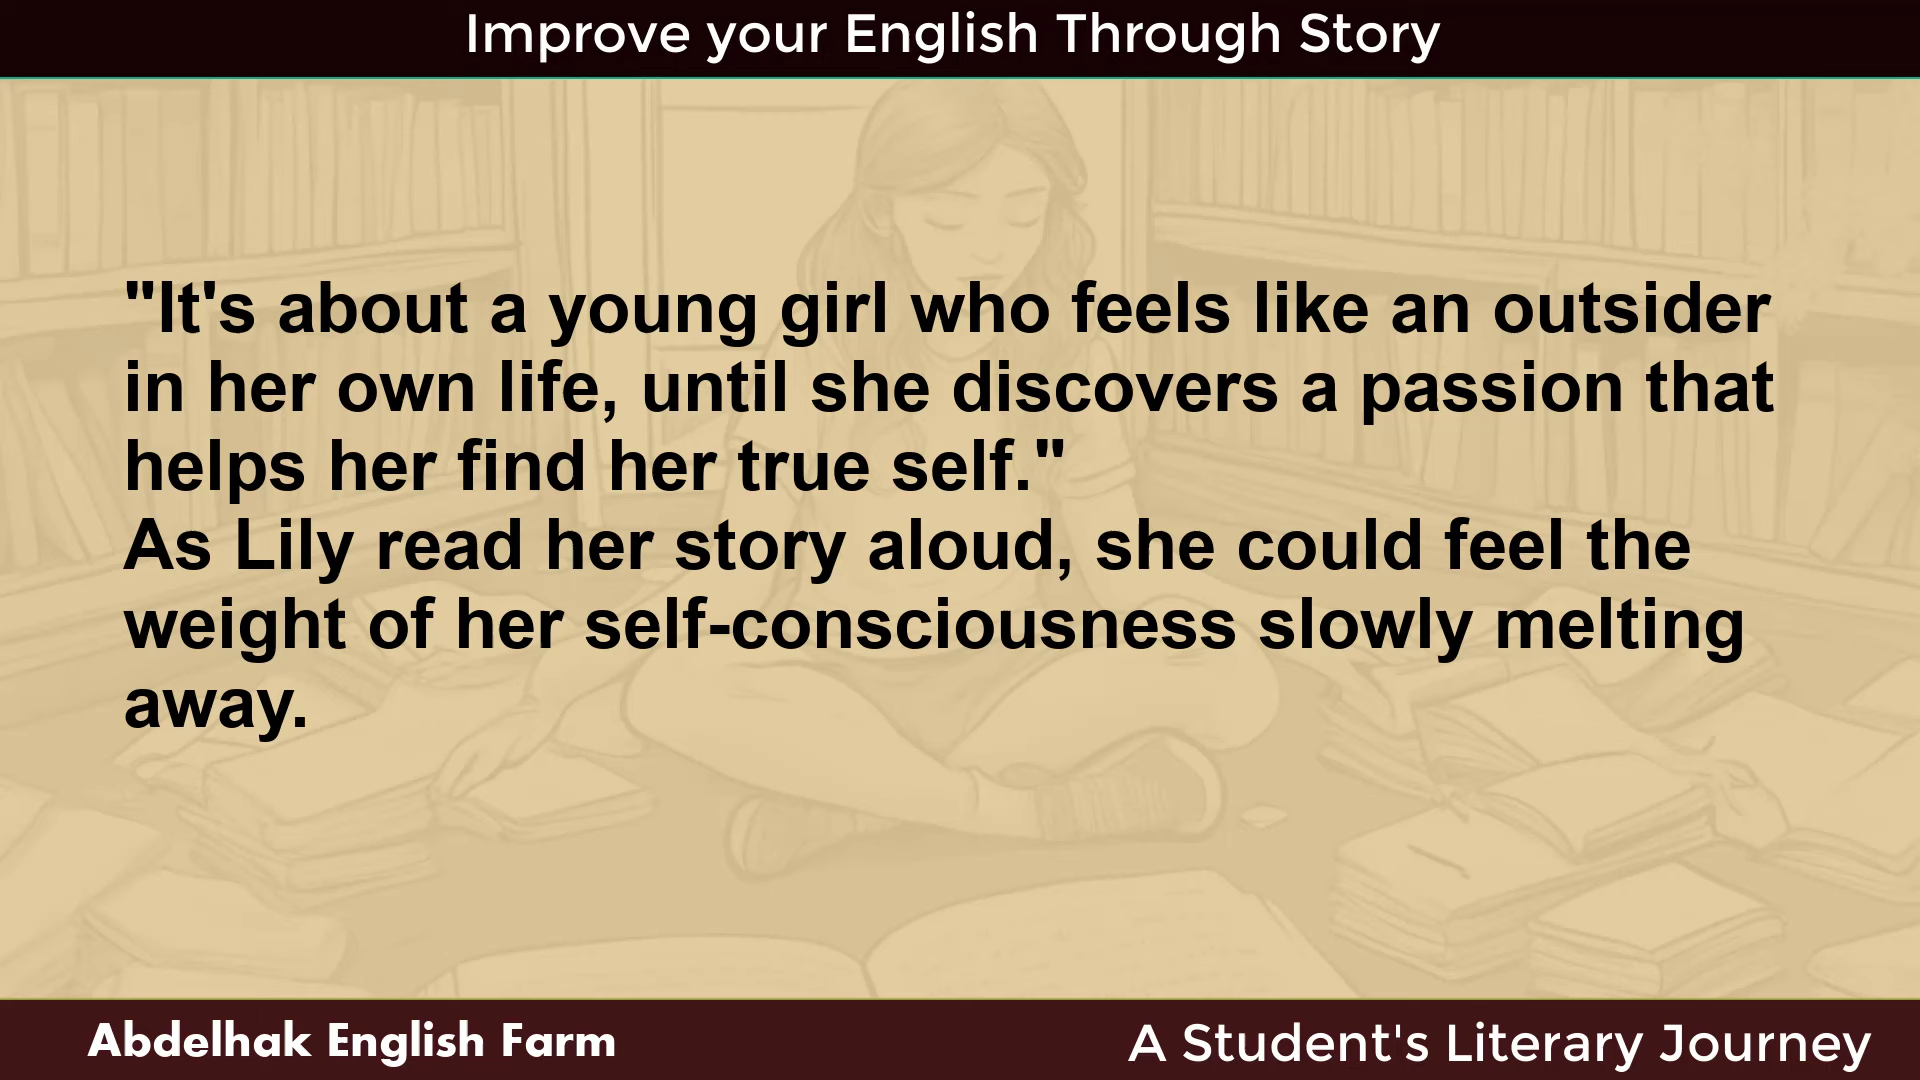 Improve your English Through Story
"It's about a young girl who feels like an outsider
in her own life, until she discovers a passion that
helps her find her true self."
As Lily read her story aloud, she could feel the
weight of her self-consciousness slowly melting
away.
Abdelhak English Farm
A Student's Literary Journey